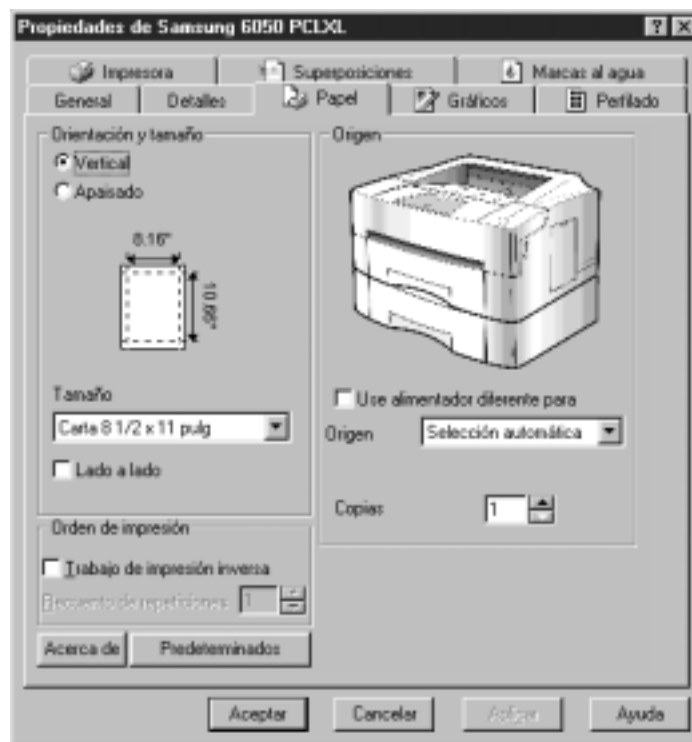 Propiedades de Samsung 6050 PCLXL
Impresora Superposiciones Marcas al agua
General Detalles Papel Gráficos Perfilado
Orientación y tamaño
Vertical
Apaisado
8.16"
10.66"
Tamaño
Carta 8 1/2 x 11 pulg
Lado a lado
Orden de impresión
Trabajo de impresión inversa
Recuento de repeticiones 1
Acerca de Predeterminados
Origen
Use alimentador diferente para
Origen Selección automática
Copias 1
Aceptar Cancelar Aplicar Ayuda